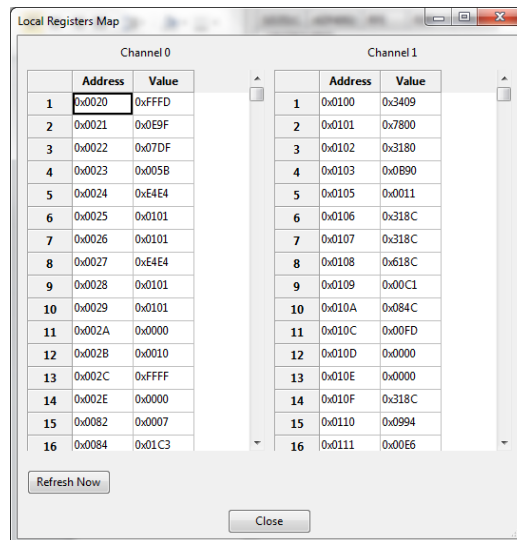 Local Registers Map
Channel 0 Channel 1
Address Value Address Value
1 0x0020 0xFFFD 1 0x0100 0x3409
2 0x0021 0x0E9F 2 0x0101 0x7800
3 0x0022 0x07DF 3 0x0102 0x3180
4 0x0023 0x005B 4 0x0103 0x0B90
5 0x0024 0xE4E4 5 0x0105 0x0011
6 0x0025 0x0101 6 0x0106 0x318C
7 0x0026 0x0101 7 0x0107 0x318C
8 0x0027 0xE4E4 8 0x0108 0x618C
9 0x0028 0x0101 9 0x0109 0x00C1
10 0x0029 0x0101 10 0x010A 0x084C
11 0x002A 0x0000 11 0x010C 0x00FD
12 0x002B 0x0010 12 0x010D 0x0000
13 0x002C 0xFFFF 13 0x010E 0x0000
14 0x002E 0x0000 14 0x010F 0x318C
15 0x0082 0x0007 15 0x0110 0x0994
16 0x0084 0x01C3 16 0x0111 0x00E6
Refresh Now
Close